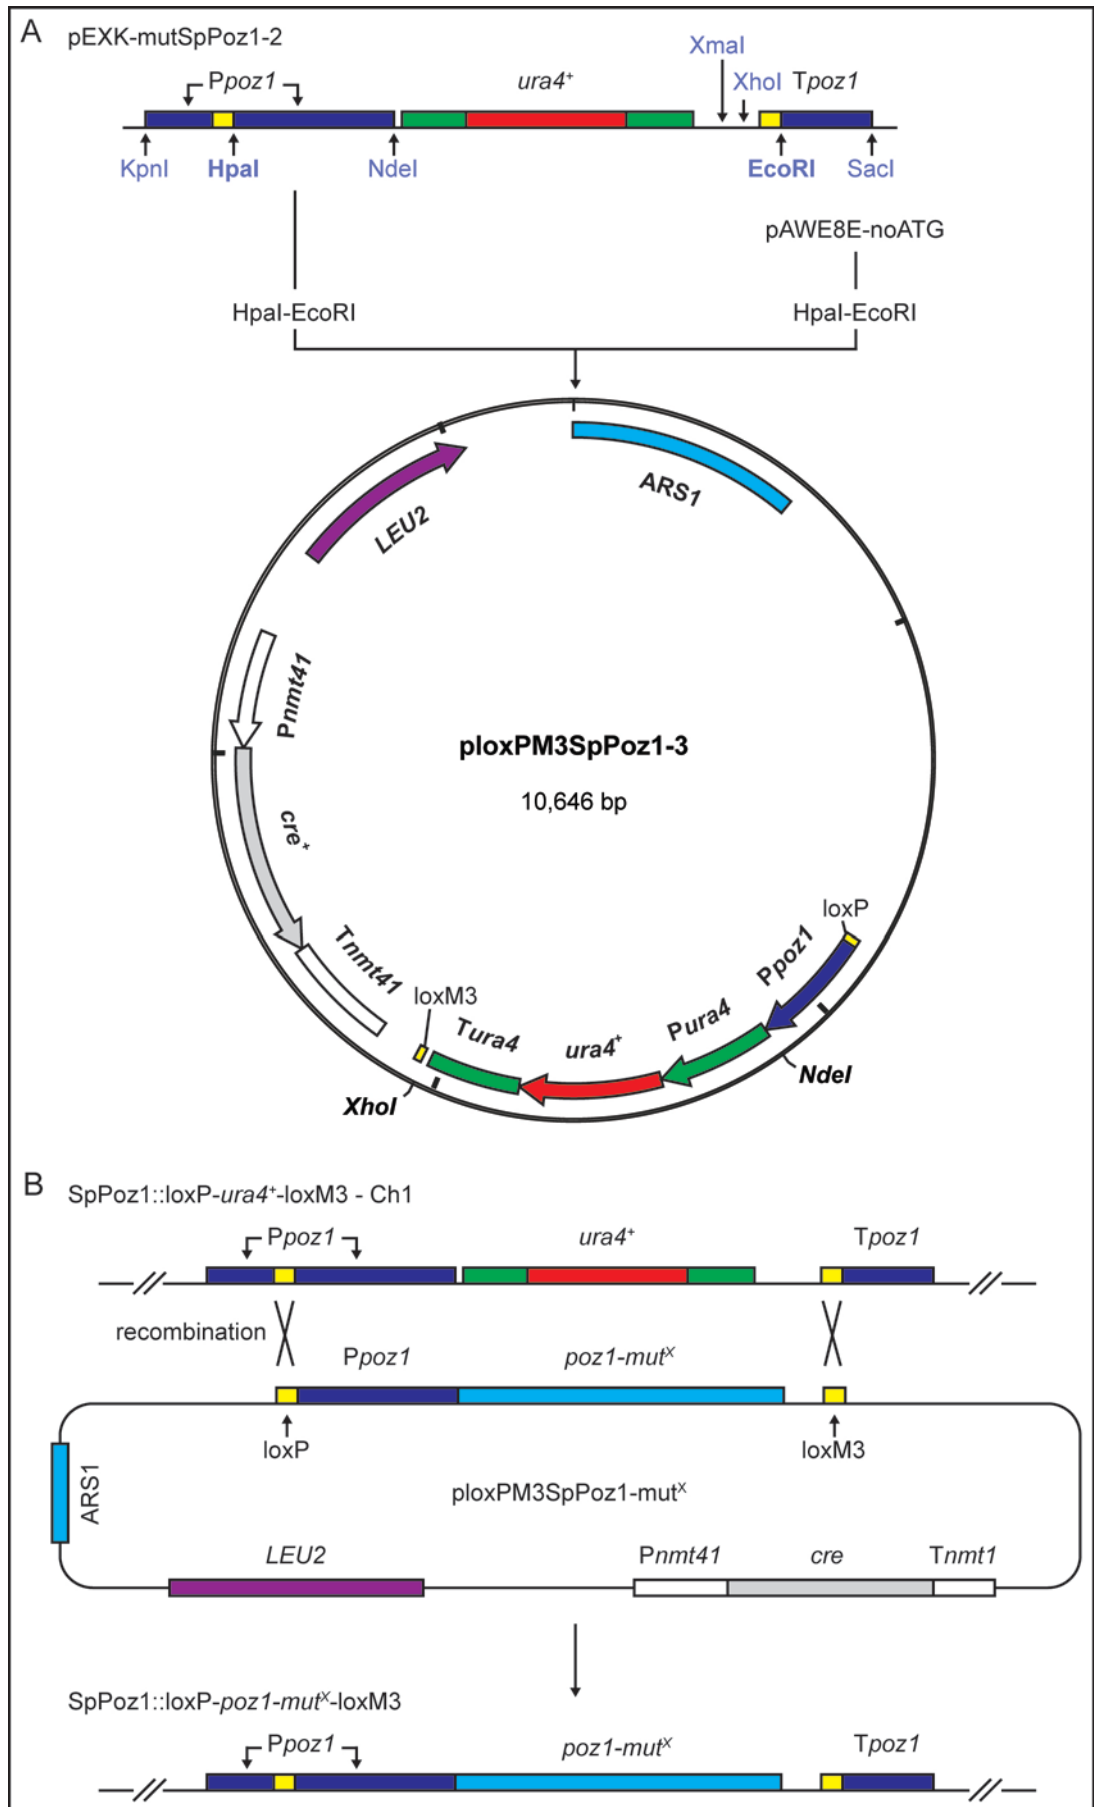 A
pEXK-mutSpPoz1-2
XmaI
Ppoz1
ura4+
XhoI
Tpoz1
KpnI
HpaI
NdeI
EcoRI
SacI
pAWE8E-noATG
HpaI-EcoRI
HpaI-EcoRI
ARS1
LEU2
Pnmt41
cre+
Tnmt41
ploxPM3SpPoz1-3
10,646 bp
loxP
Ppoz1
Pura4
ura4+
Tura4
loxM3
NdeI
XhoI
B
SpPoz1::loxP-ura4+-loxM3 - Ch1
Ppoz1
ura4+
Tpoz1
recombination
Ppoz1
poz1-mutX
loxP
loxM3
ARS1
ploxPM3SpPoz1-mutX
LEU2
Pnmt41
cre
Tnmt1
SpPoz1::loxP-poz1-mutX-loxM3
Ppoz1
poz1-mutX
Tpoz1